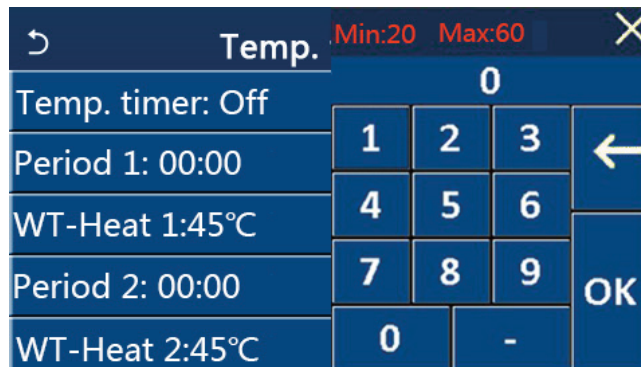 Temp.
Temp. timer: Off
Period 1: 00:00
WT-Heat 1:45℃
Period 2: 00:00
WT-Heat 2:45℃
Min:20 Max:60
0
1 2 3
4 5 6
7 8 9
OK
0 -